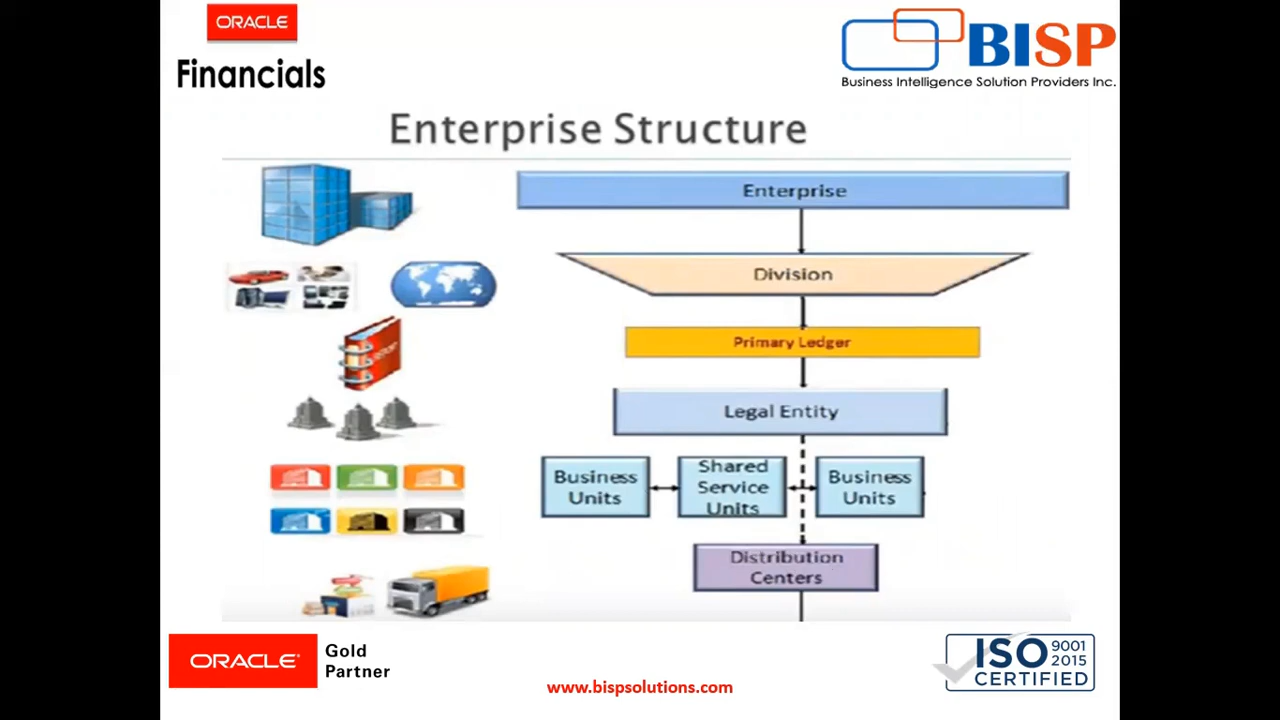 ORACLE
Financials
BISP
Business Intelligence Solution Providers Inc.
Enterprise Structure
Enterprise
Division
Primary Ledger
Legal Entity
Business
Units
Shared
Service
Units
Business
Units
Distribution
Centers
ORACLE®
Gold
Partner
www.bispsolutions.com
ISO 9001
2015
CERTIFIED